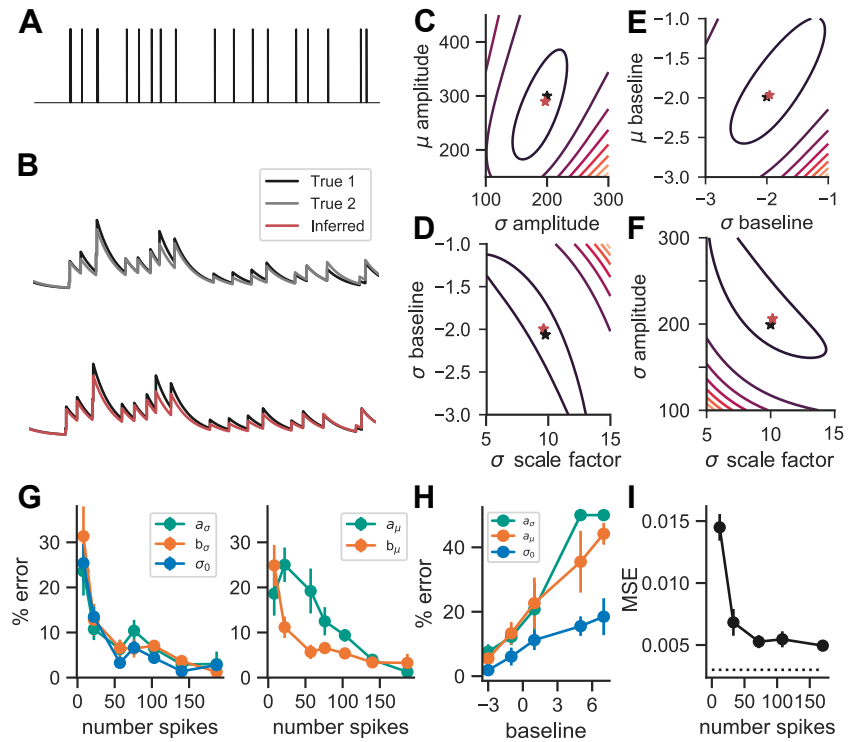 A
B
True 1
True 2
Inferred
C
μ amplitude
400
300
200
100
200
300
σ amplitude
E
μ baseline
−1.0
−1.5
−2.0
−2.5
−3.0
−3
−2
−1
σ baseline
D
σ baseline
−1.0
−1.5
−2.0
−2.5
−3.0
5
10
15
σ scale factor
F
σ amplitude
300
200
100
5
10
15
σ scale factor
G
% error
30
20
10
0
0
50
100
150
number spikes
aσ
bσ
σ0
30
20
10
0
0
50
100
150
number spikes
aμ
bμ
H
% error
40
20
0
−3
0
3
6
baseline
aσ
aμ
σ0
I
MSE
0.015
0.010
0.005
0
50
100
150
number spikes